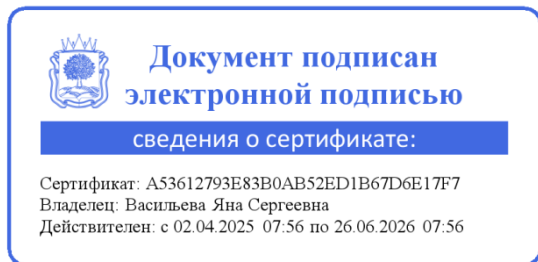 Документ подписан
электронной подписью
сведения о сертификате:
Сертификат: A53612793E83B0AB52ED1B67D6E17F7
Владелец: Васильева Яна Сергеевна
Действителен: с 02.04.2025 07:56 по 26.06.2026 07:56